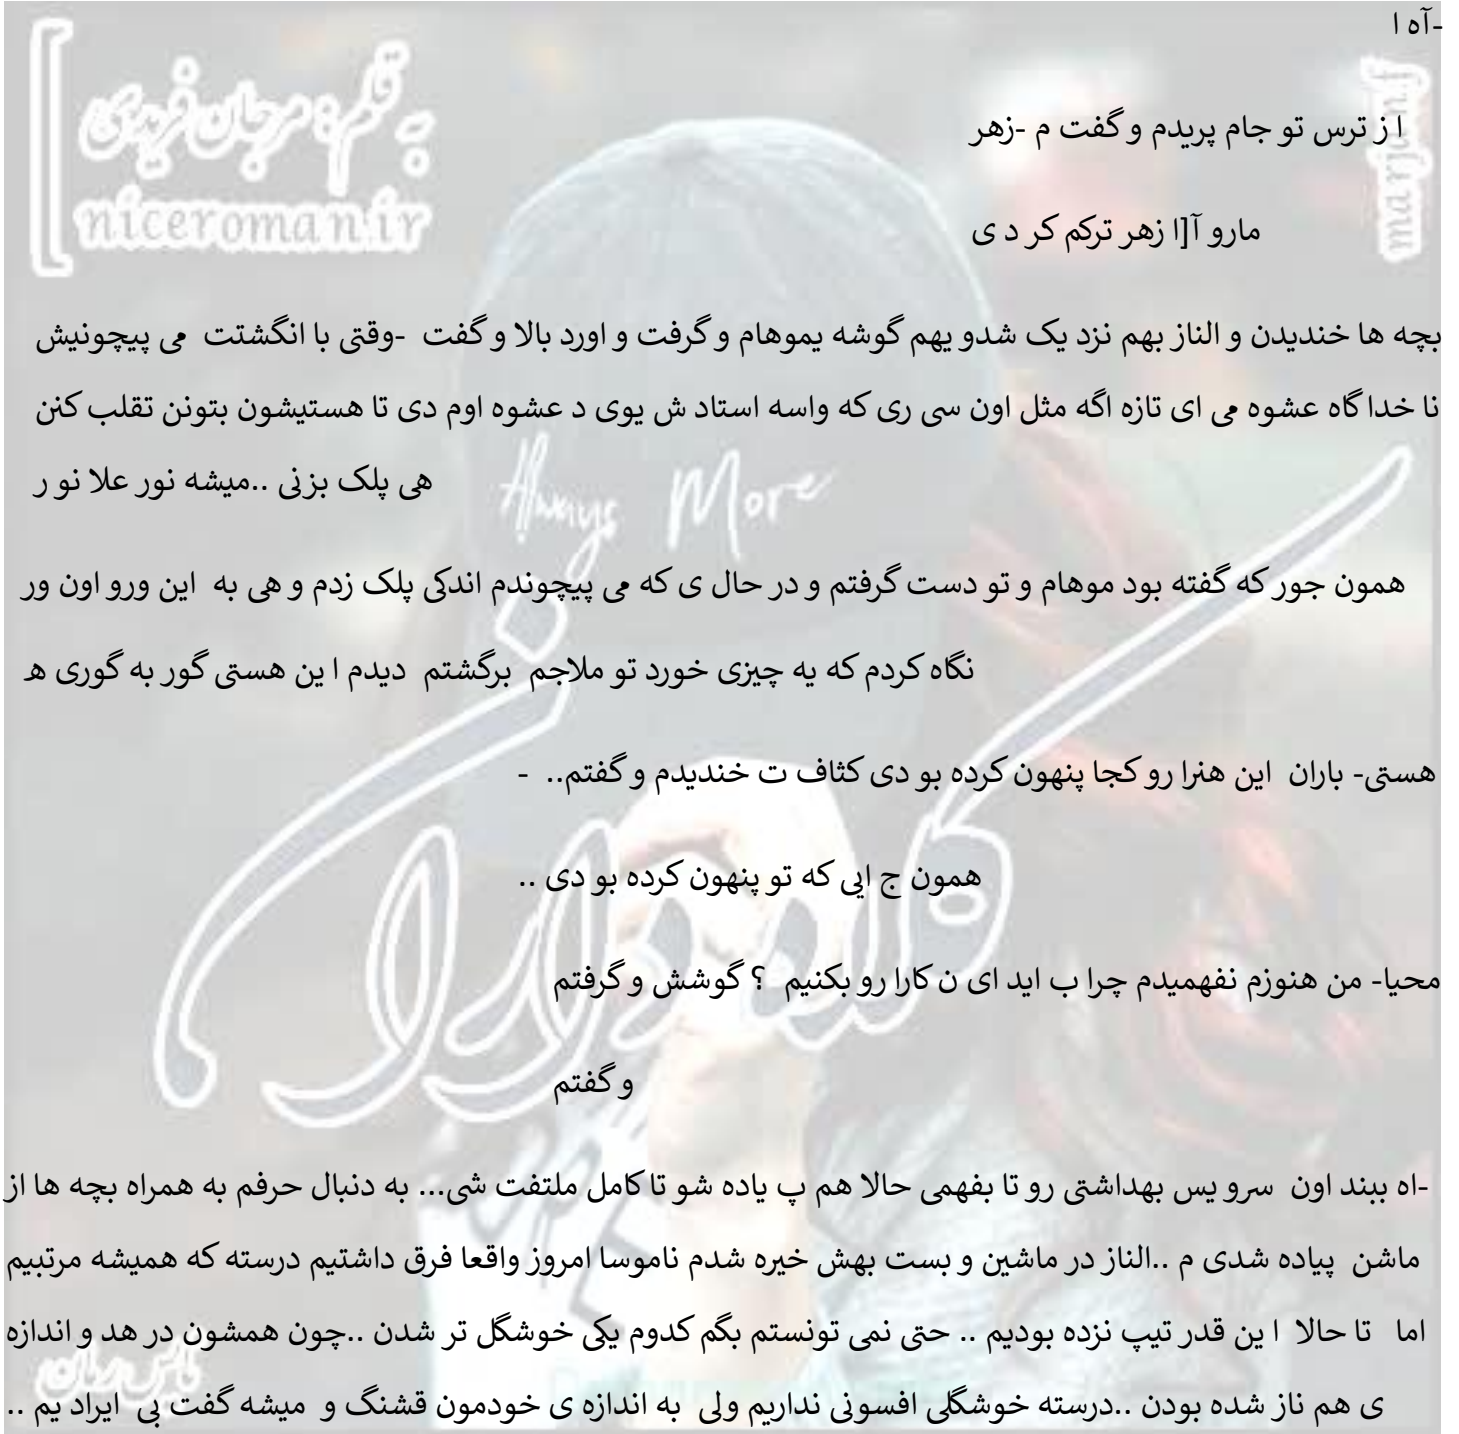 -آه ا
به قلم: مرجان فریدی
niceroman.ir
marjan.f
ا ز ترس تو جام پریدم و گفت م -زهر
مارو آ[ا زهر ترکم کر د ی
بچه ها خندیدن و الناز بهم نزد یک شدو یهم گوشه یموهام و گرفت و اورد بالا و گفت -وقتی با انگشتت می پیچونیش
نا خدا گاه عشوه می ای تازه اگه مثل اون سی ری که واسه استاد ش یوی د عشوه اوم دی تا هستیشون بتونن تقلب کنن
هی پلک بزنی ..میشه نور علا نو ر
Always More
همون جور که گفته بود موهام و تو دست گرفتم و در حال ی که می پیچوندم اندکی پلک زدم و هی به این ورو اون ور
نگاه کردم که یه چیزی خورد تو ملاجم برگشتم دیدم ا ین هستی گور به گوری ه
هستی- باران این هنرا رو کجا پنهون کرده بو دی کثاف ت خندیدم و گفتم.. -
همون ج ایی که تو پنهون کرده بو دی ..
محیا- من هنوزم نفهمیدم چرا ب اید ای ن کارا رو بکنیم ؟ گوشش و گرفتم
و گفتم
-اه ببند اون سرو یس بهداشتی رو تا بفهمی حالا هم پ یاده شو تا کامل ملتفت شی... به دنبال حرفم به همراه بچه ها از
ماشن پیاده شدی م ..الناز در ماشین و بست بهش خیره شدم ناموسا امروز واقعا فرق داشتیم درسته که همیشه مرتبیم
اما تا حالا ا ین قدر تیپ نزده بودیم .. حتی نمی تونستم بگم کدوم یکی خوشگل تر شدن ..چون همشون در هد و اندازه
ی هم ناز شده بودن ..درسته خوشگلی افسونی نداریم ولی به اندازه ی خودمون قشنگ و میشه گفت بی ایراد یم ..